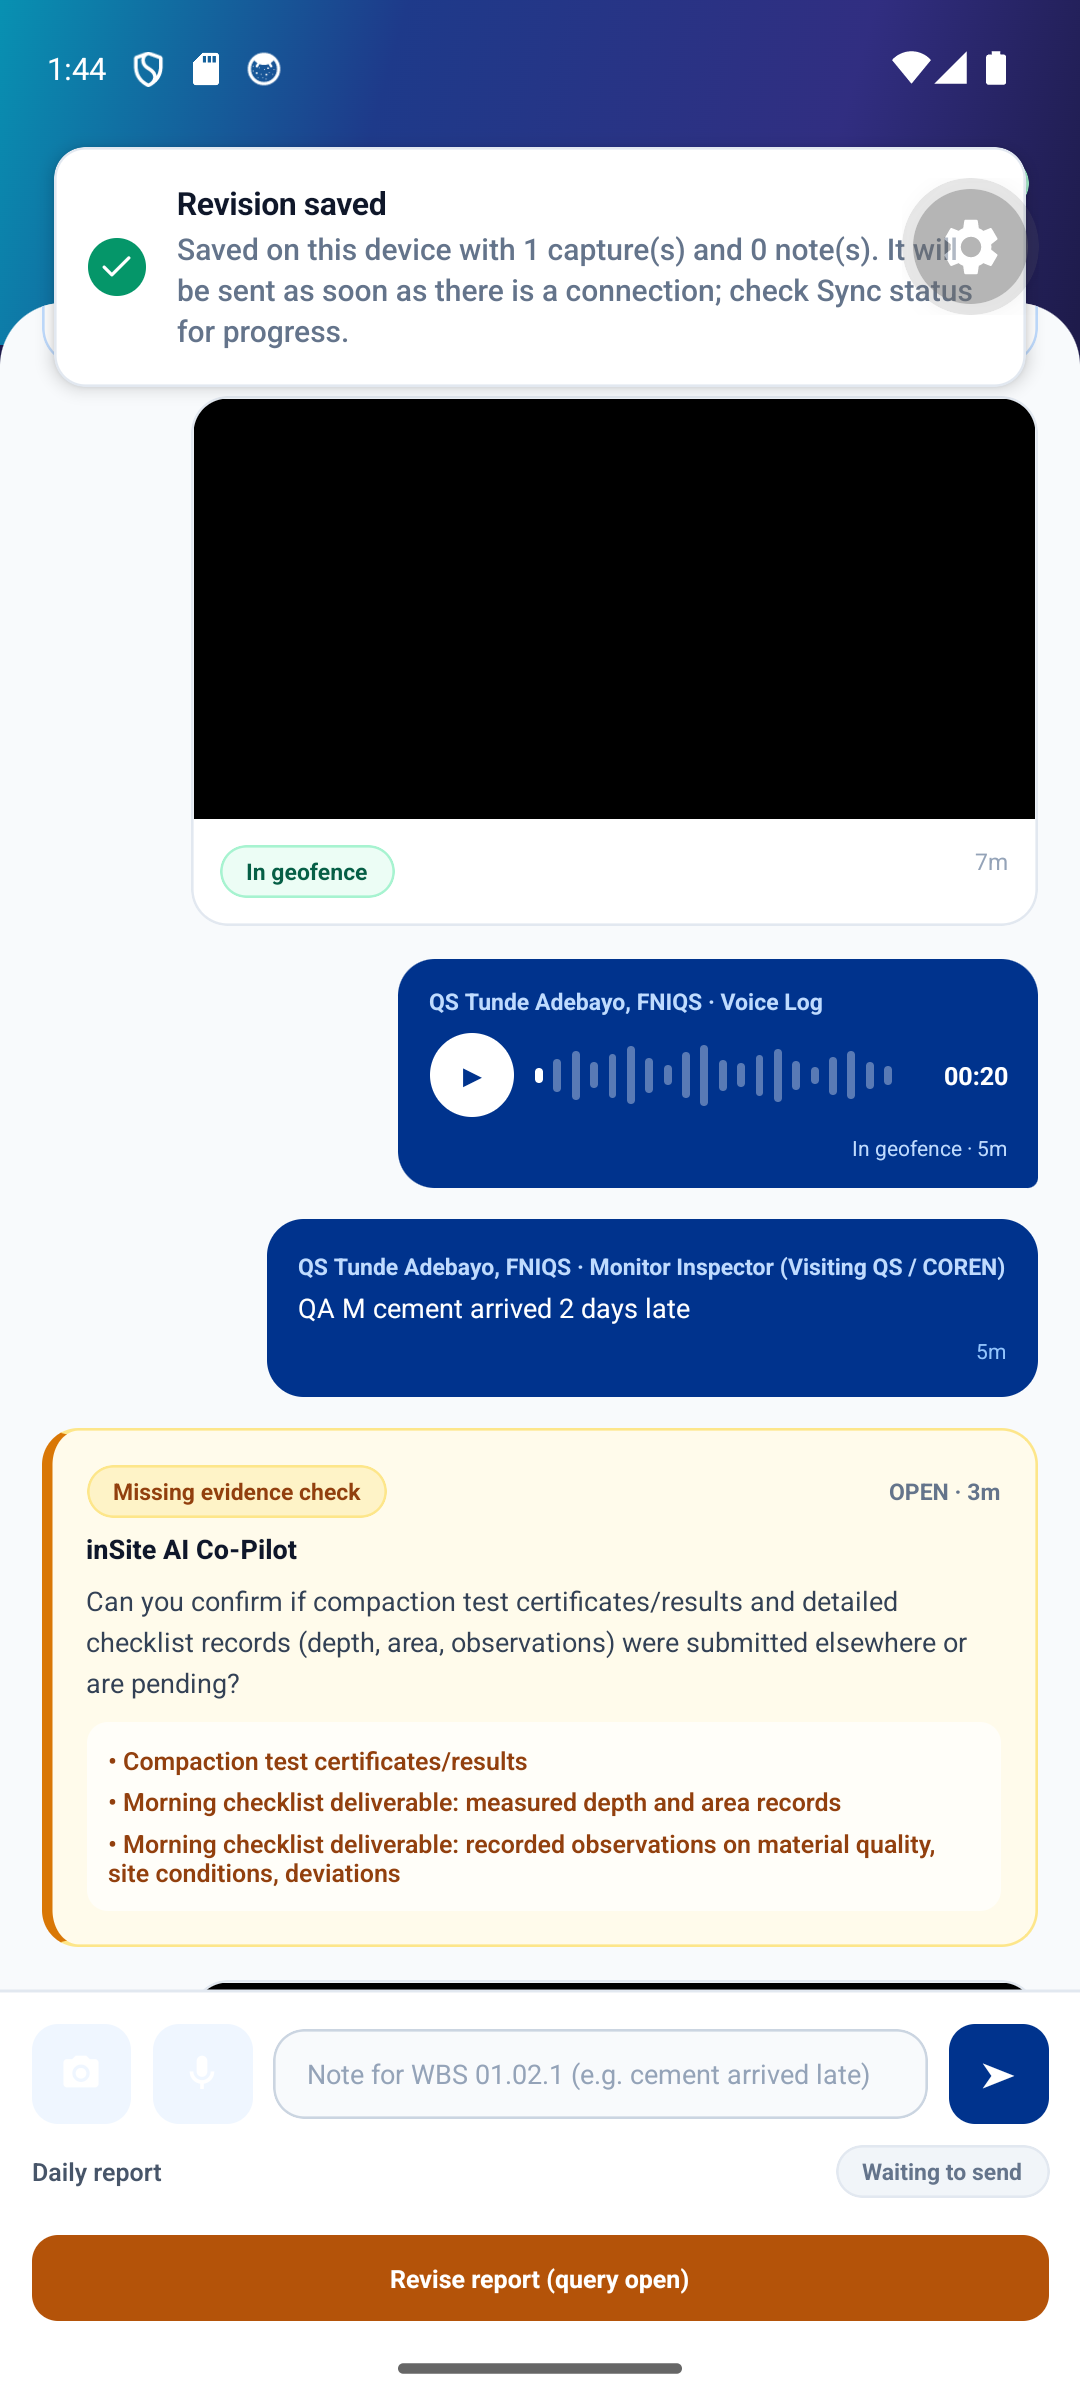 1:44
Revision saved
Saved on this device with 1 capture(s) and 0 note(s). It will
be sent as soon as there is a connection; check Sync status
for progress.
In geofence
7m
QS Tunde Adebayo, FNIQS · Voice Log
00:20
In geofence · 5m
QS Tunde Adebayo, FNIQS · Monitor Inspector (Visiting QS / COREN)
QA M cement arrived 2 days late
5m
Missing evidence check
OPEN · 3m
inSite AI Co-Pilot
Can you confirm if compaction test certificates/results and detailed
checklist records (depth, area, observations) were submitted elsewhere or
are pending?
• Compaction test certificates/results
• Morning checklist deliverable: measured depth and area records
• Morning checklist deliverable: recorded observations on material quality,
site conditions, deviations
Note for WBS 01.02.1 (e.g. cement arrived late)
Daily report
Waiting to send
Revise report (query open)